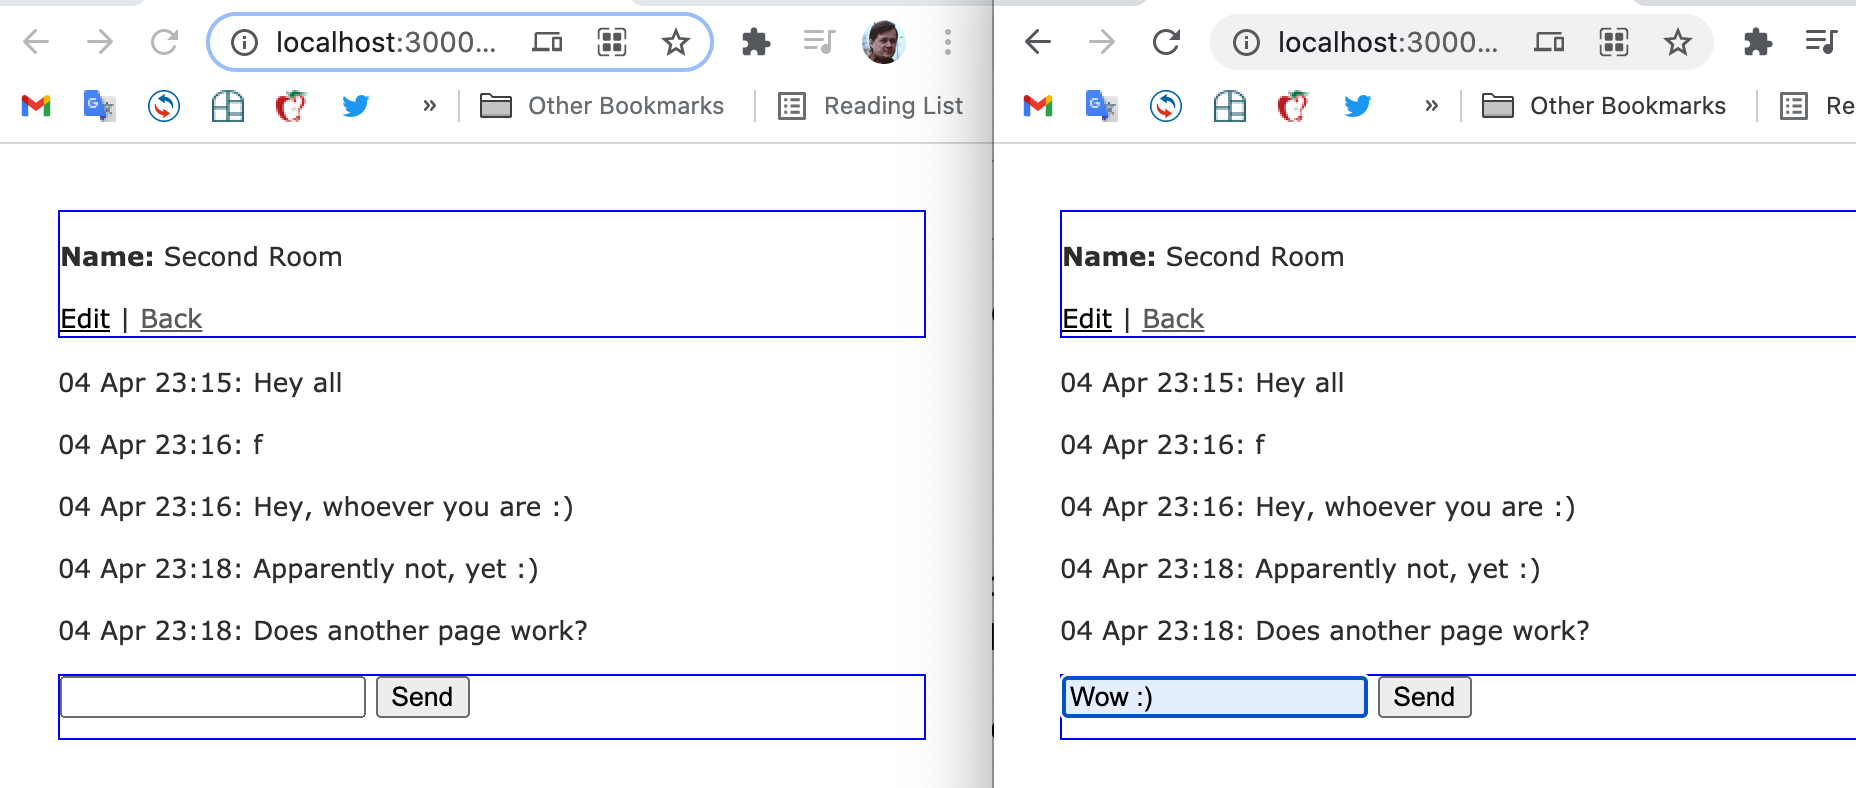 localhost:3000...
» Other Bookmarks Reading List
Name: Second Room
Edit | Back
04 Apr 23:15: Hey all
04 Apr 23:16: f
04 Apr 23:16: Hey, whoever you are :)
04 Apr 23:18: Apparently not, yet :)
04 Apr 23:18: Does another page work?
Send
localhost:3000...
» Other Bookmarks Re
Name: Second Room
Edit | Back
04 Apr 23:15: Hey all
04 Apr 23:16: f
04 Apr 23:16: Hey, whoever you are :)
04 Apr 23:18: Apparently not, yet :)
04 Apr 23:18: Does another page work?
Wow :) Send